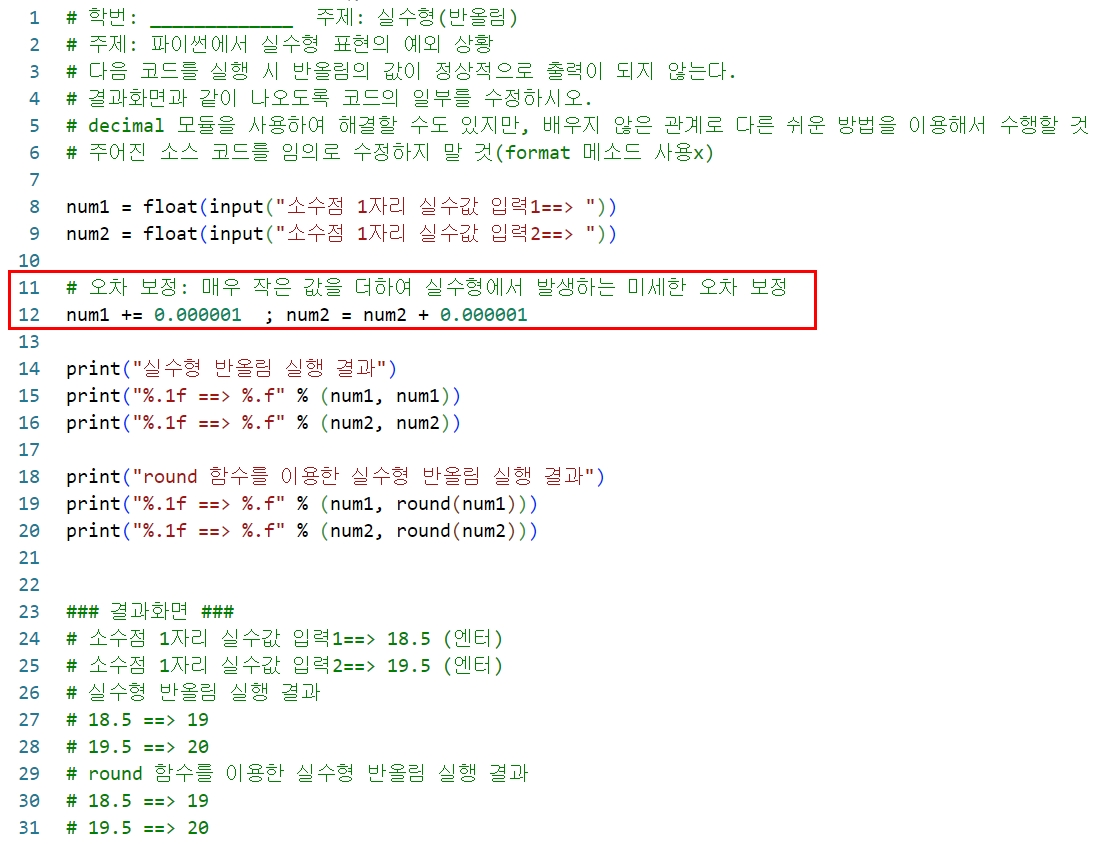 1 # 학번: _____________ 주제: 실수형(반올림)
2 # 주제: 파이썬에서 실수형 표현의 예외 상황
3 # 다음 코드를 실행 시 반올림의 값이 정상적으로 출력이 되지 않는다.
4 # 결과화면과 같이 나오도록 코드의 일부를 수정하시오.
5 # decimal 모듈을 사용하여 해결할 수도 있지만, 배우지 않은 관계로 다른 쉬운 방법을 이용해서 수행할 것
6 # 주어진 소스 코드를 임의로 수정하지 말 것(format 메소드 사용x)
7
8 num1 = float(input("소수점 1자리 실수값 입력1==> "))
9 num2 = float(input("소수점 1자리 실수값 입력2==> "))
10
11 # 오차 보정: 매우 작은 값을 더하여 실수형에서 발생하는 미세한 오차 보정
12 num1 += 0.000001  ; num2 = num2 + 0.000001
13
14 print("실수형 반올림 실행 결과")
15 print("%.1f ==> %.f" % (num1, num1))
16 print("%.1f ==> %.f" % (num2, num2))
17
18 print("round 함수를 이용한 실수형 반올림 실행 결과")
19 print("%.1f ==> %.f" % (num1, round(num1)))
20 print("%.1f ==> %.f" % (num2, round(num2)))
21
22
23 ### 결과화면 ###
24 # 소수점 1자리 실수값 입력1==> 18.5 (엔터)
25 # 소수점 1자리 실수값 입력2==> 19.5 (엔터)
26 # 실수형 반올림 실행 결과
27 # 18.5 ==> 19
28 # 19.5 ==> 20
29 # round 함수를 이용한 실수형 반올림 실행 결과
30 # 18.5 ==> 19
31 # 19.5 ==> 20